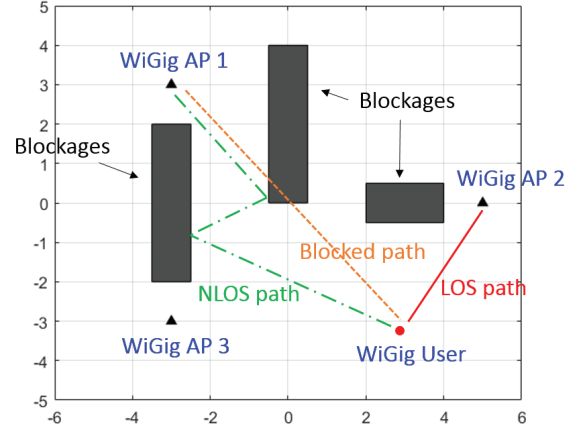 5
4
WiGig AP 1
3
Blockages
2
Blockages
1
WiGig AP 2
0
-1
Blocked path
-2
NLOS path
LOS path
-3
WiGig AP 3
WiGig User
-4
-5
-6
-4
-2
0
2
4
6